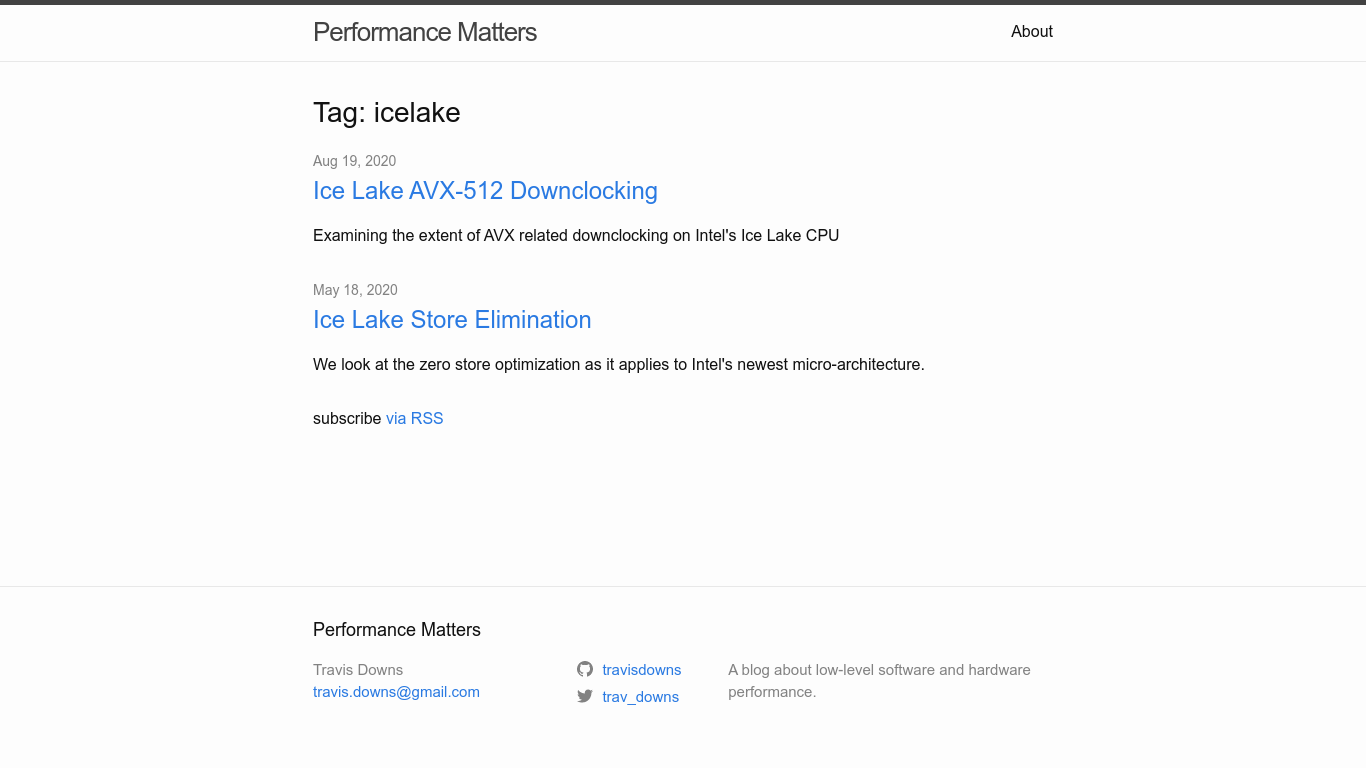 Performance Matters
About
Tag: icelake
Aug 19, 2020
Ice Lake AVX-512 Downclocking
Examining the extent of AVX related downclocking on Intel's Ice Lake CPU
May 18, 2020
Ice Lake Store Elimination
We look at the zero store optimization as it applies to Intel's newest micro-architecture.
subscribe via RSS
Performance Matters
Travis Downs
travis.downs@gmail.com
travisdowns
trav_downs
A blog about low-level software and hardware
performance.